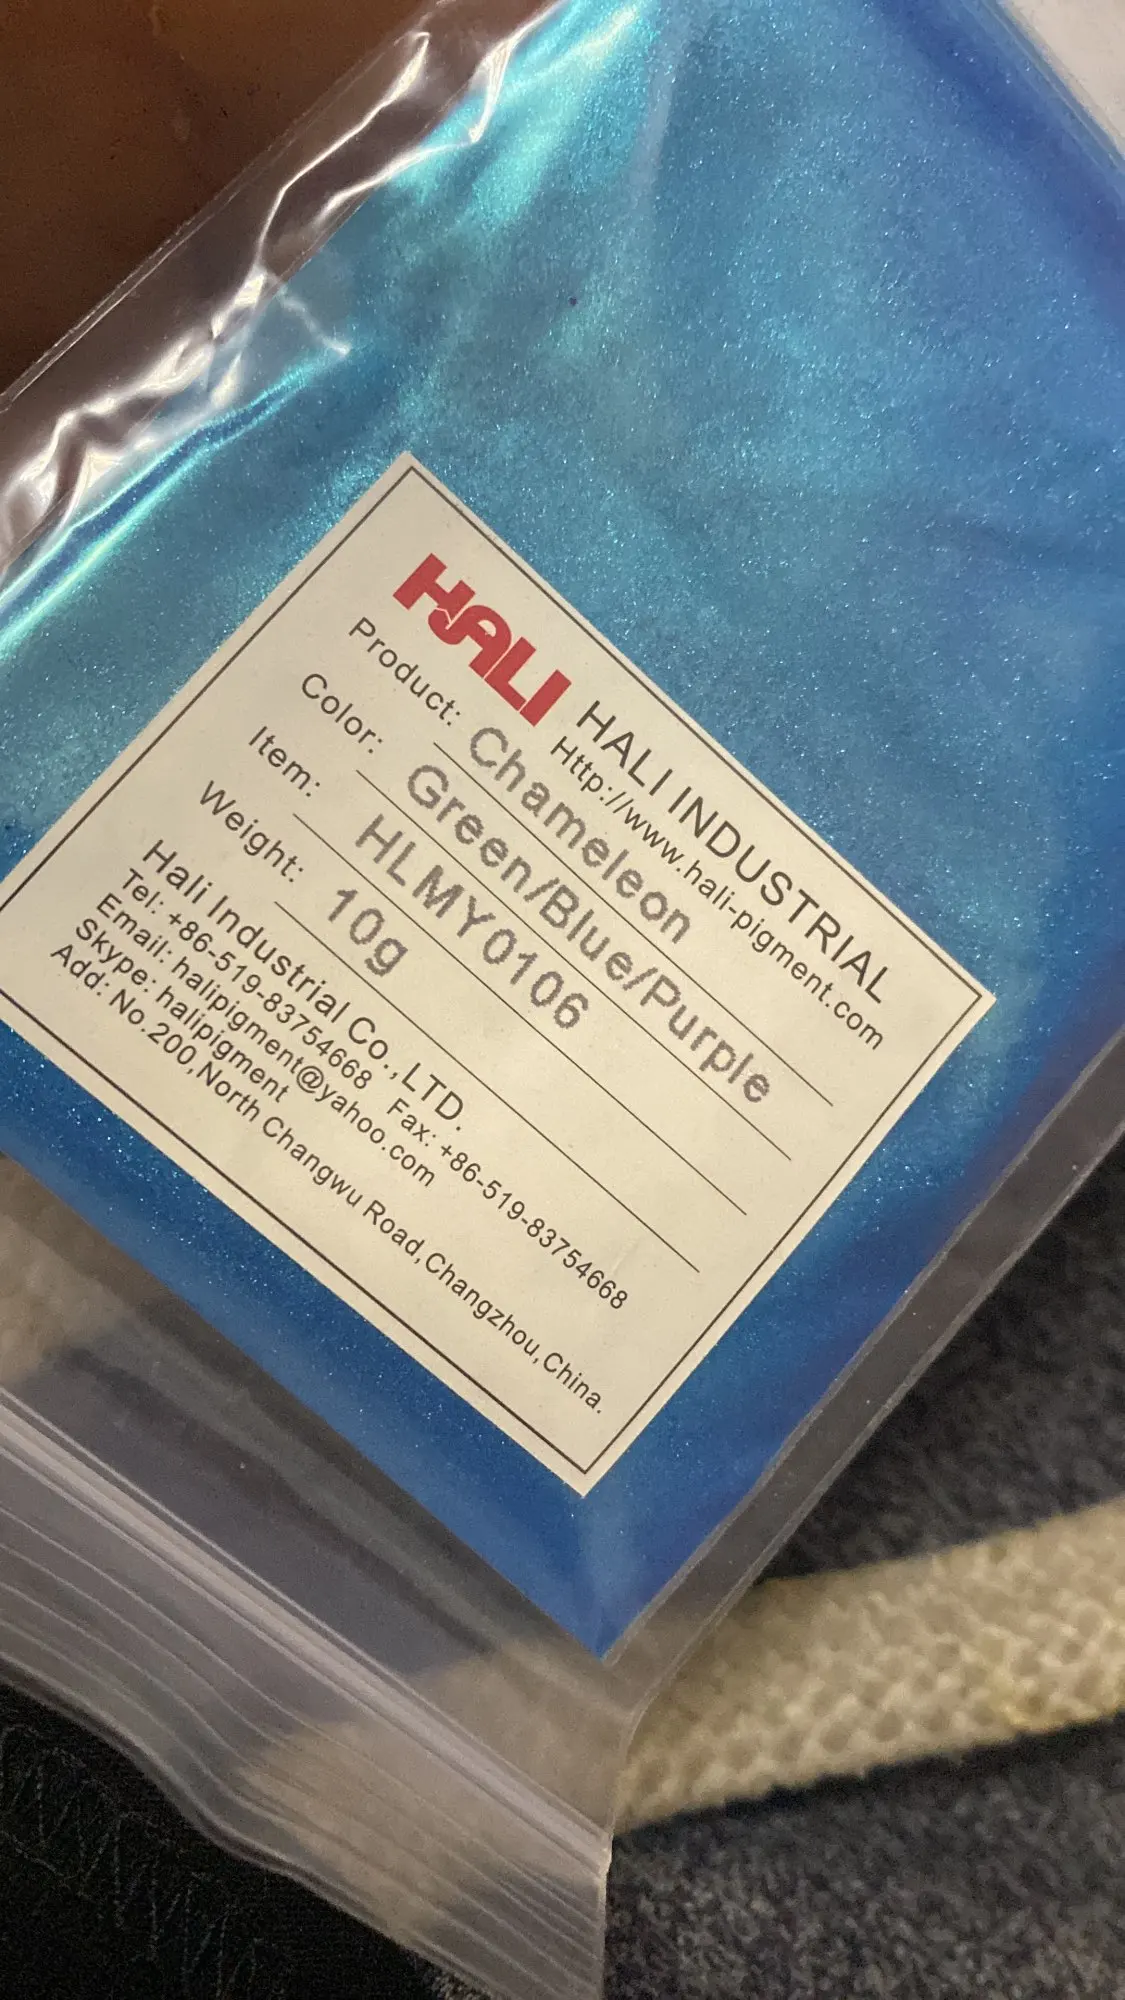 HALI
HALI INDUSTRIAL
Http://www.hali-pigment.com
Product: Chameleon
Color: Green/Blue/Purple
Item: HLMY0106
Weight: 10g
Hali Industrial Co.,LTD.
Tel: +86-519-83754668 Fax: +86-519-83754668
Email: halipigment@yahoo.com
Skype: halipigment
Add: No.200,North Changwu Road,Changzhou,China.